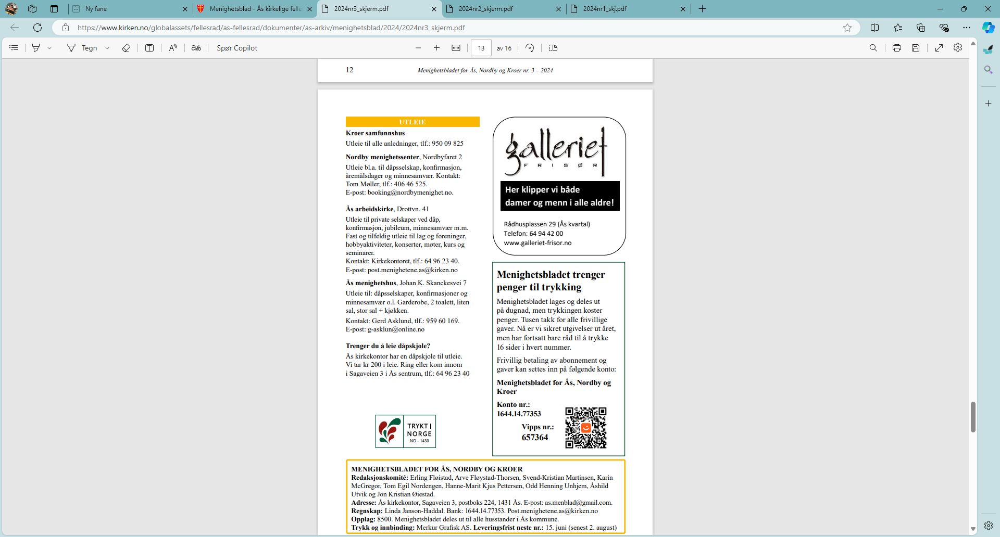 Ny fane
Menighetsblad - Ås kirkelige felle
2024nr3_skjerm.pdf
2024nr2_skjerm.pdf
2024nr1_skj.pdf
https://www.kirken.no/globalassets/fellesrad/as-fellesrad/dokumenter/as-arkiv/menighetsblad/2024/2024nr3_skjerm.pdf
Tegn
aあ
Spør Copilot
13
av 16
12
Menighetsbladet for Ås, Nordby og Kroer nr. 3 – 2024
UTLEIE
Kroer samfunnshus
Utleie til alle anledninger, tlf.: 950 09 825
Nordby menighetssenter, Nordbyfaret 2
Utleie bl.a. til dåpsselskap, konfirmasjon,
åremålsdager og minnesamvær. Kontakt:
Tom Møller, tlf.: 406 46 525.
E-post: booking@nordbymenighet.no.
Ås arbeidskirke, Drottvn. 41
Utleie til private selskaper ved dåp,
konfirmasjon, jubileum, minnesamvær m.m.
Fast og tilfeldig utleie til lag og foreninger,
hobbyaktiviteter, konserter, møter, kurs og
seminarer.
Kontakt: Kirkekontoret, tlf.: 64 96 23 40.
E-post: post.menighetene.as@kirken.no
Ås menighetshus, Johan K. Skanckesvei 7
Utleie til: dåpsselskaper, konfirmasjoner og
minnesamvær o.l. Garderobe, 2 toalett, liten
sal, stor sal + kjøkken.
Kontakt: Gerd Asklund, tlf.: 959 60 169.
E-post: g-asklun@online.no
Trenger du å leie dåpskjole?
Ås kirkekontor har en dåpskjole til utleie.
Vi tar kr 200 i leie. Ring eller kom innom
i Sagaveien 3 i Ås sentrum, tlf.: 64 96 23 40
TRYKT I
NORGE
NO - 1430
galleriet
FRISØR
Her klipper vi både
damer og menn i alle aldre!
Rådhusplassen 29 (Ås kvartal)
Telefon: 64 94 42 00
www.galleriet-frisor.no
Menighetsbladet trenger
penger til trykking
Menighetsbladet lages og deles ut
på dugnad, men trykkingen koster
penger. Tusen takk for alle frivillige
gaver. Nå er vi sikret utgivelser ut året,
men har fortsatt bare råd til å trykke
16 sider i hvert nummer.
Frivillig betaling av abonnement og
gaver kan settes inn på følgende konto:
Menighetsbladet for Ås, Nordby og
Kroer
Konto nr.:
1644.14.77353
Vipps nr.:
657364
MENIGHETSBLADET FOR ÅS, NORDBY OG KROER
Redaksjonskomité: Erling Fløistad, Arve Fløystad-Thorsen, Svend-Kristian Martinsen, Karin
McGregor, Tom Egil Nordengen, Hanne-Marit Kjus Pettersen, Odd Henning Unhjem, Åshild
Utvik og Jon Kristian Øiestad.
Adresse: Ås kirkekontor, Sagaveien 3, postboks 224, 1431 Ås. E-post: as.menblad@gmail.com.
Regnskap: Linda Janson-Haddal. Bank: 1644.14.77353. Post.menighetene.as@kirken.no
Opplag: 8500. Menighetsbladet deles ut til alle husstander i Ås kommune.
Trykk og innbinding: Merkur Grafisk AS. Leveringsfrist neste nr.: 15. juni (senest 2. august)